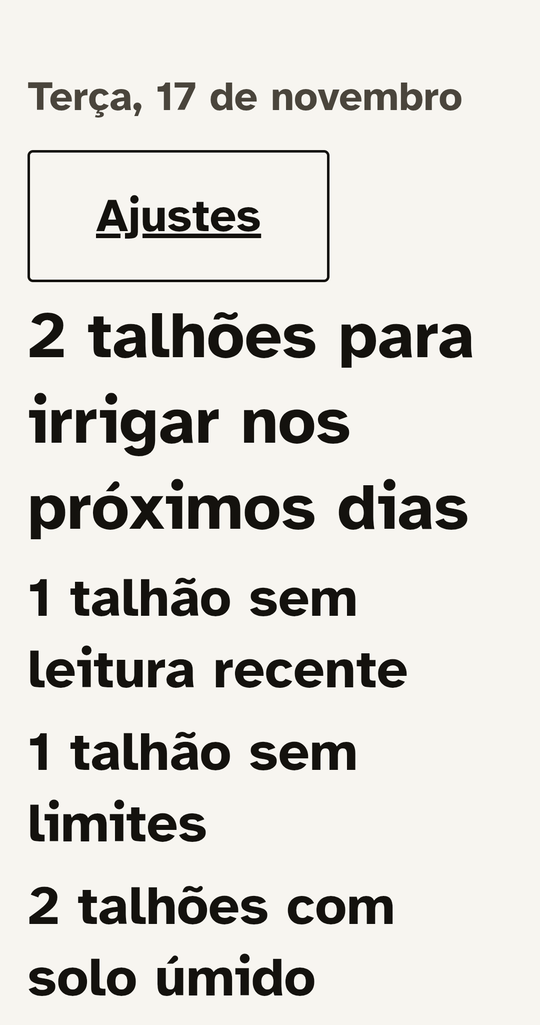 Terça, 17 de novembro
Ajustes
2 talhões para
irrigar nos
próximos dias
1 talhão sem
leitura recente
1 talhão sem
limites
2 talhões com
solo úmido